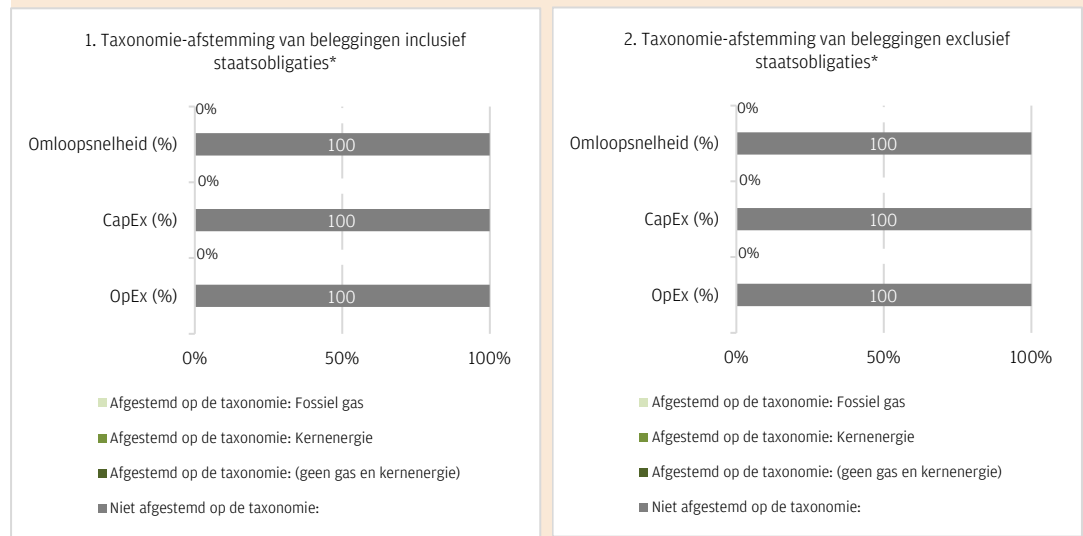 1. Taxonomie-afstemming van beleggingen inclusief
staatsobligaties*
0%
Omloopsnelheid (%)
100
0%
CapEx (%)
100
0%
OpEx (%)
100
0%
50%
100%
Afgestemd op de taxonomie: Fossiel gas
Afgestemd op de taxonomie: Kernenergie
Afgestemd op de taxonomie: (geen gas en kernenergie)
Niet afgestemd op de taxonomie:
2. Taxonomie-afstemming van beleggingen exclusief
staatsobligaties*
0%
Omloopsnelheid (%)
100
0%
CapEx (%)
100
0%
OpEx (%)
100
0%
50%
100%
Afgestemd op de taxonomie: Fossiel gas
Afgestemd op de taxonomie: Kernenergie
Afgestemd op de taxonomie: (geen gas en kernenergie)
Niet afgestemd op de taxonomie: